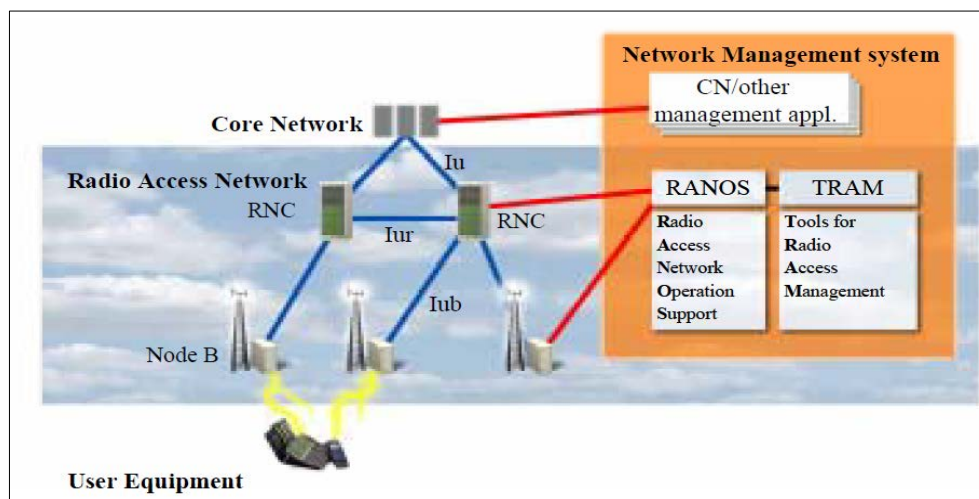 Network Management system
CN/other
management appl.
Core Network
Iu
Radio Access Network
RNC
RNC
Iur
RANOS
TRAM
Radio
Access
Network
Operation
Support
Tools for
Radio
Access
Management
Iub
Node B
User Equipment